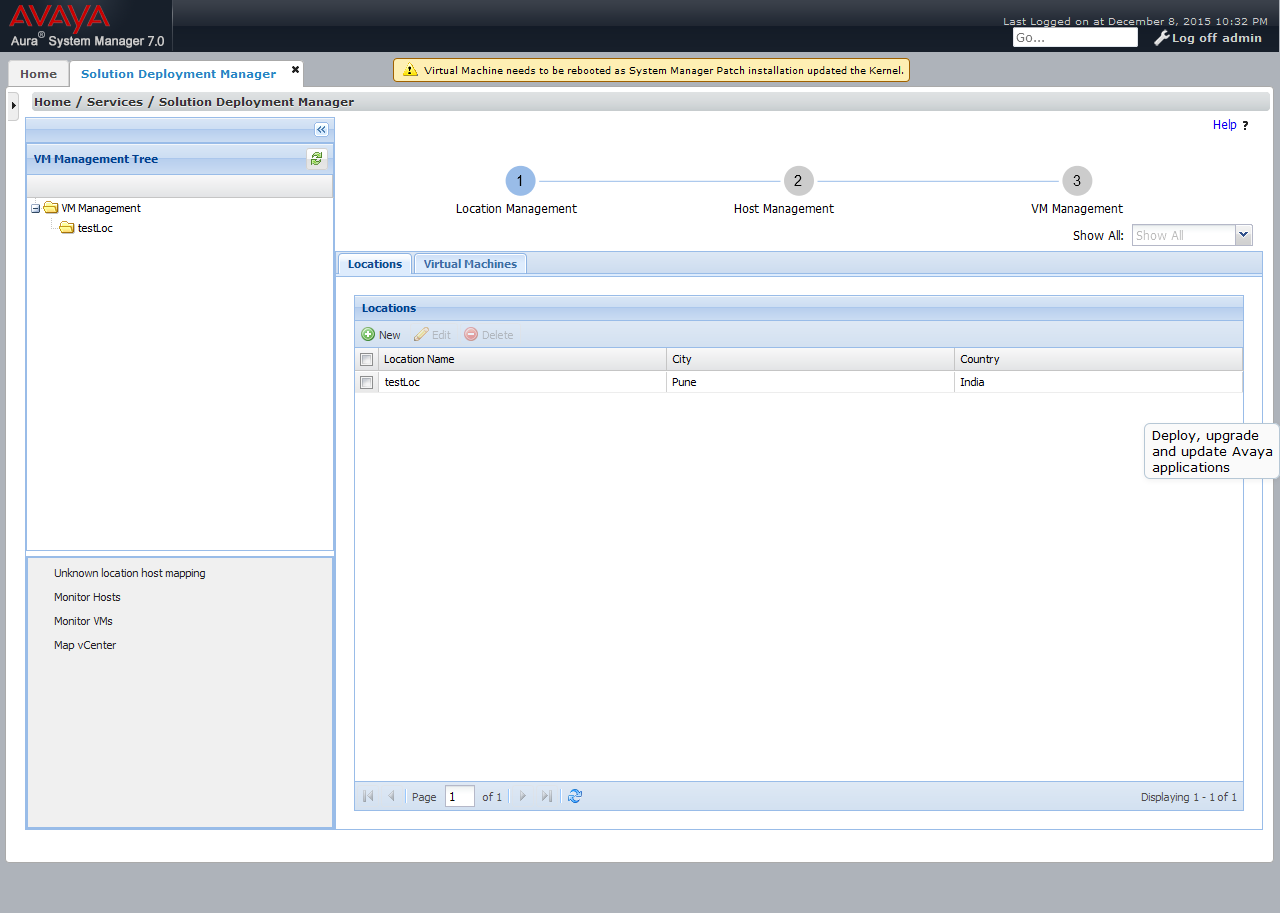 AVAYA
Aura® System Manager 7.0
Last Logged on at December 8, 2015 10:32 PM
Go...
Log off admin
Home
Solution Deployment Manager
Virtual Machine needs to be rebooted as System Manager Patch installation updated the Kernel.
Home / Services / Solution Deployment Manager
Help ?
VM Management Tree
VM Management
testLoc
1
2
3
Location Management
Host Management
VM Management
Show All:
Show All
Locations
Virtual Machines
Locations
New
Edit
Delete
Location Name
City
Country
testLoc
Pune
India
Deploy, upgrade
and update Avaya
applications
Unknown location host mapping
Monitor Hosts
Monitor VMs
Map vCenter
Page
1
of 1
Displaying 1 - 1 of 1